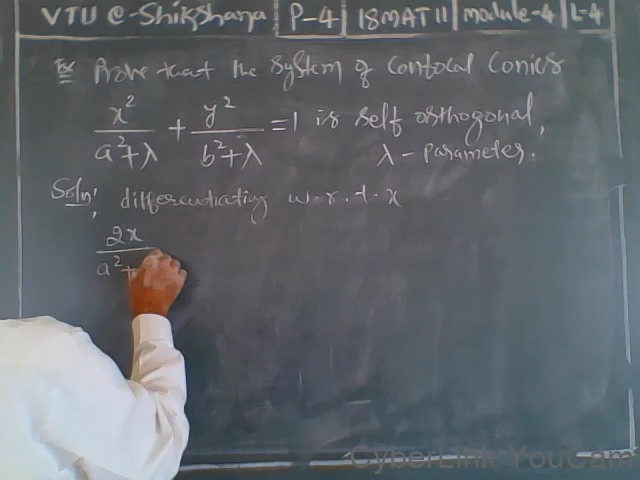 VTU e-Shikshana P-4 18MAT11 module-4 L-4
Ex Prove that the system of Confocal Conics
x²/(a²+λ) + y²/(b²+λ) = 1 is self orthogonal,
λ - parameter.
Soln: differentiating w.r.t. x
2x/(a²+
CyberLink YouCam